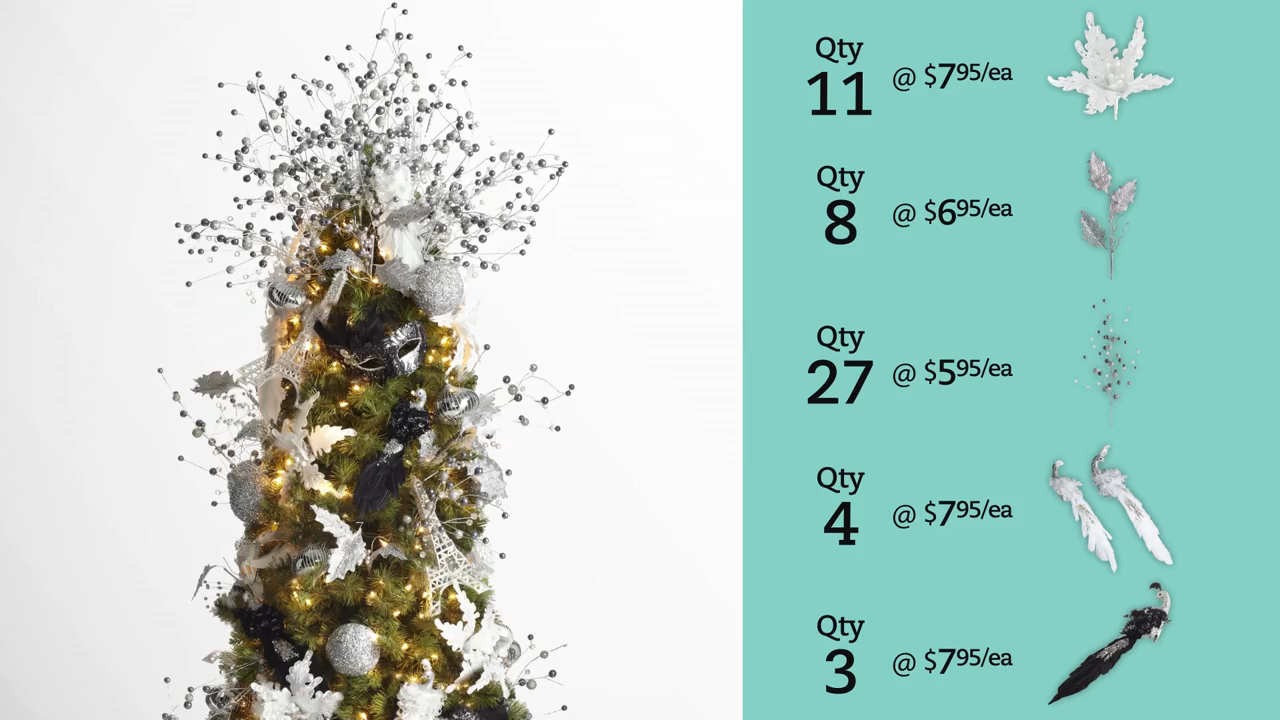 Qty
11 @ $795/ea
Qty
8 @ $695/ea
Qty
27 @ $595/ea
Qty
4 @ $795/ea
Qty
3 @ $795/ea